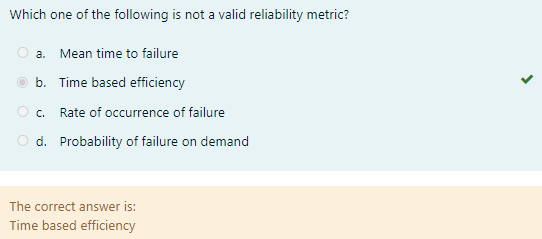 Which one of the following is not a valid reliability metric?
a. Mean time to failure
b. Time based efficiency
c. Rate of occurrence of failure
d. Probability of failure on demand
The correct answer is:
Time based efficiency